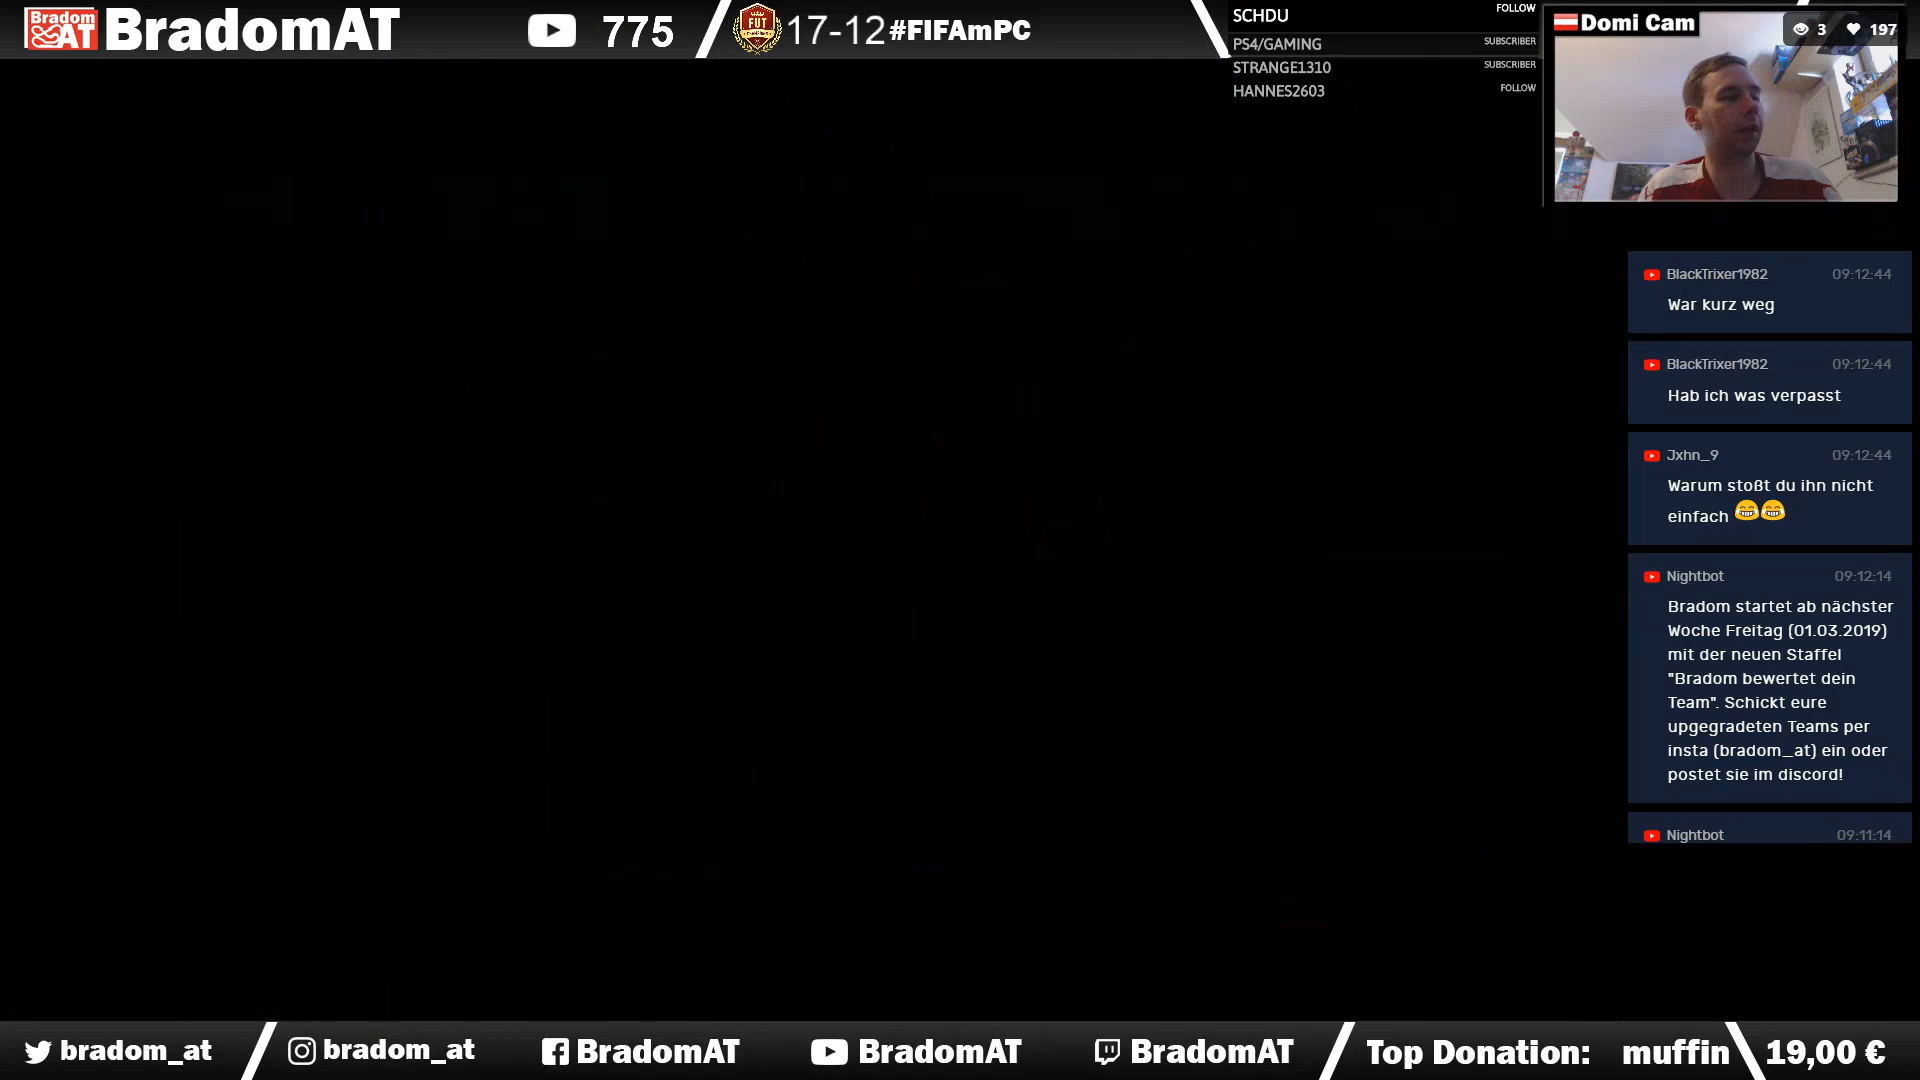 Bradom
&AT
BradomAT
775
FUT
17-12
#FIFAmPC
SCHDU FOLLOW
PS4/GAMING SUBSCRIBER
STRANGE1310 SUBSCRIBER
HANNES2603 FOLLOW
Domi Cam
3 197
BlackTrixer1982 09:12:44
War kurz weg
BlackTrixer1982 09:12:44
Hab ich was verpasst
Jxhn_9 09:12:44
Warum stoßt du ihn nicht
einfach 😂😂
Nightbot 09:12:14
Bradom startet ab nächster
Woche Freitag (01.03.2019)
mit der neuen Staffel
"Bradom bewertet dein
Team". Schickt eure
upgegradeten Teams per
insta (bradom_at) ein oder
postet sie im discord!
Nightbot 09:11:14
bradom_at
bradom_at
BradomAT
BradomAT
BradomAT
Top Donation: muffin 19,00 €